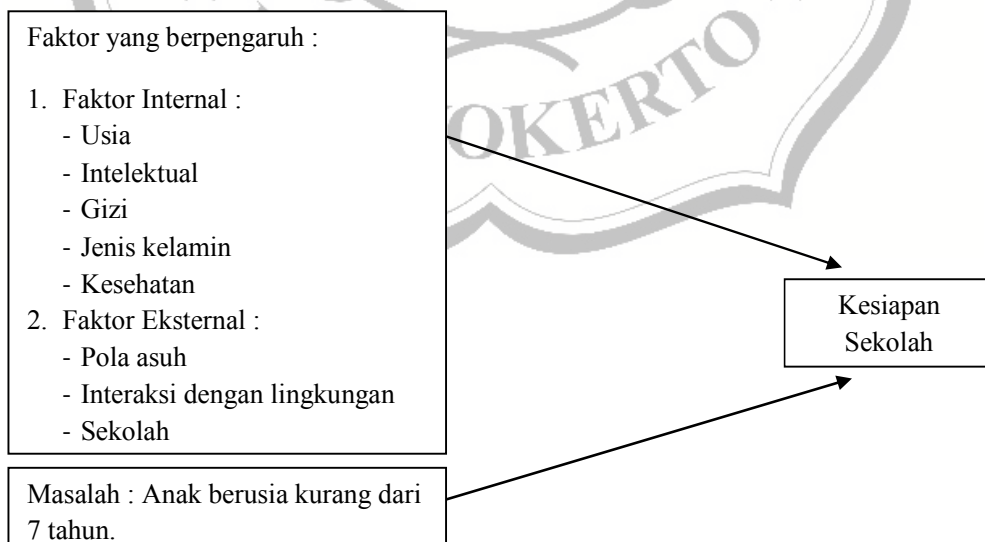 Faktor yang berpengaruh :
1. Faktor Internal :
- Usia
- Intelektual
- Gizi
- Jenis kelamin
- Kesehatan
2. Faktor Eksternal :
- Pola asuh
- Interaksi dengan lingkungan
- Sekolah
Masalah : Anak berusia kurang dari
7 tahun.
Kesiapan
Sekolah